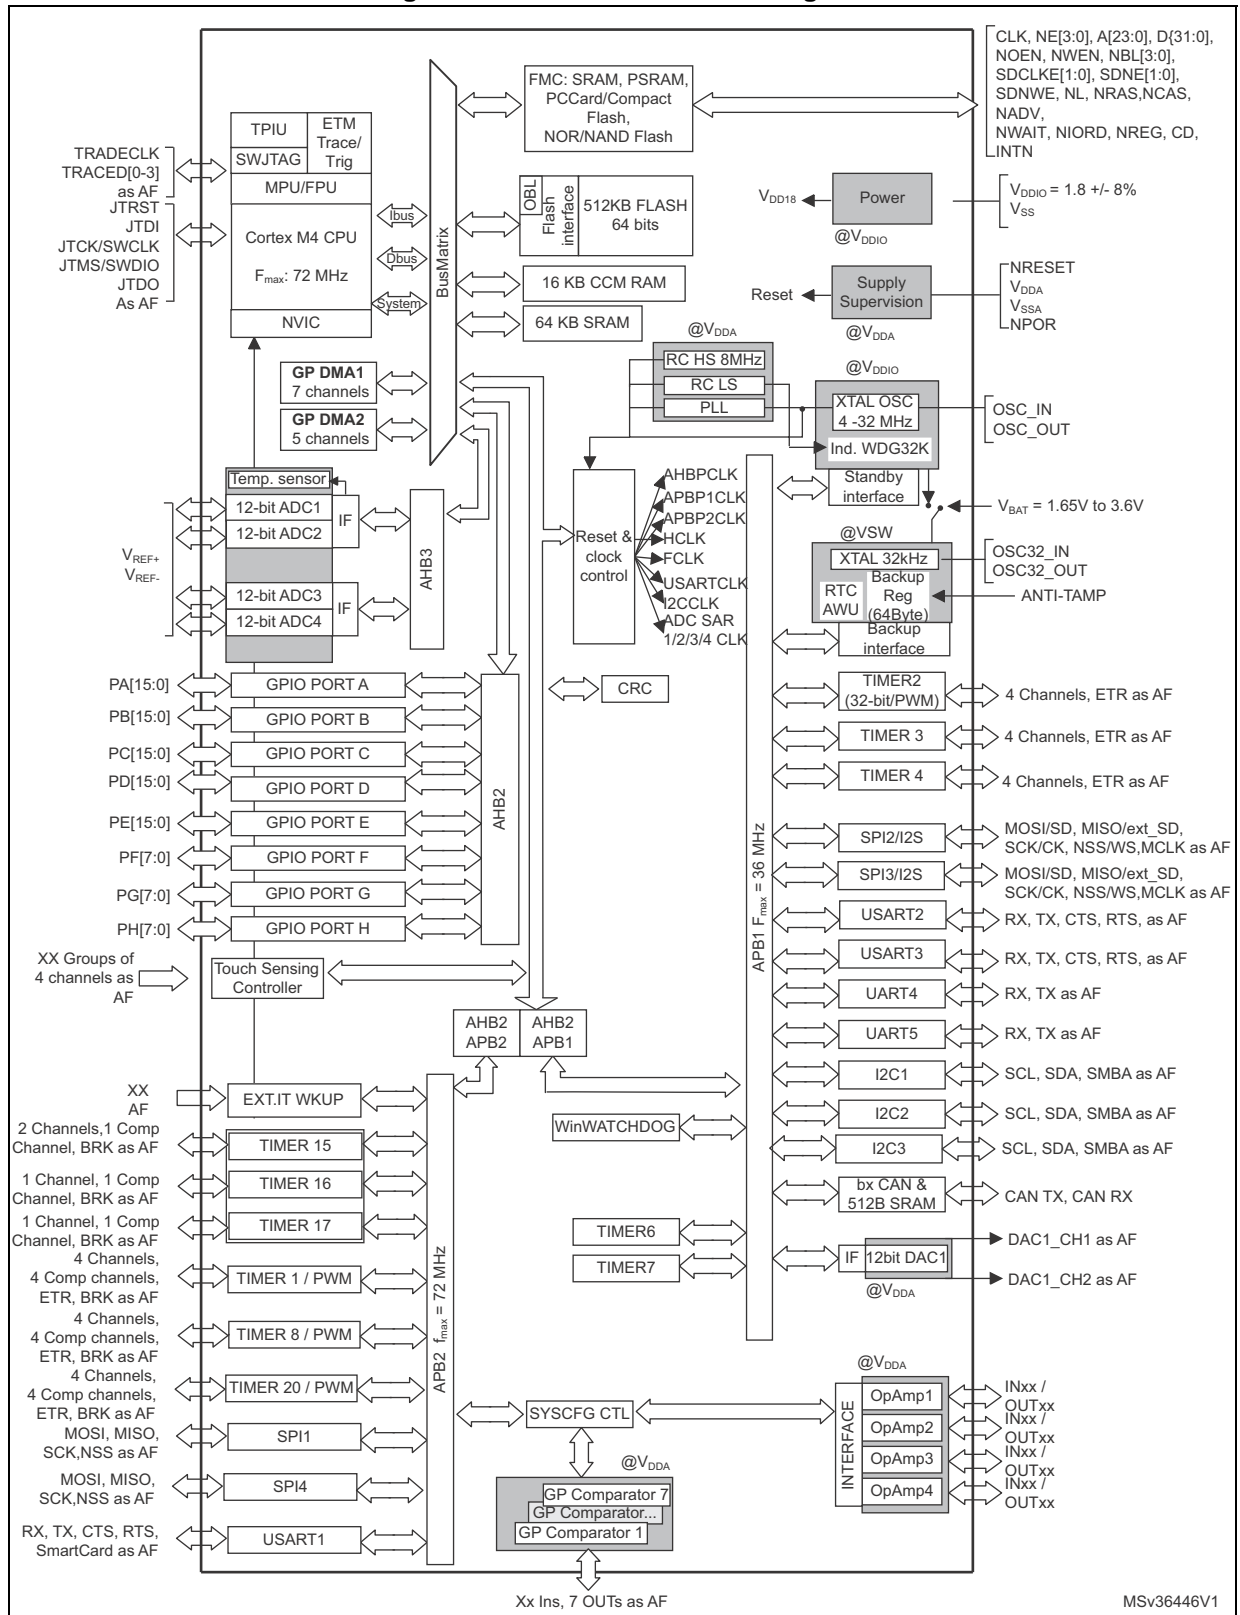 CLK, NE[3:0], A[23:0], D{31:0],
NOEN, NWEN, NBL[3:0],
SDCLKE[1:0], SDNE[1:0],
SDNWE, NL, NRAS,NCAS,
NADV,
NWAIT, NIORD, NREG, CD,
INTN
FMC: SRAM, PSRAM,
PCCard/Compact
Flash,
NOR/NAND Flash
TPIU
ETM
Trace/
Trig
SWJTAG
MPU/FPU
Cortex M4 CPU
Fmax: 72 MHz
NVIC
TRADECLK
TRACED[0-3]
as AF
JTRST
JTDI
JTCK/SWCLK
JTMS/SWDIO
JTDO
As AF
Ibus
Dbus
System
BusMatrix
OBL
Flash
interface
512KB FLASH
64 bits
16 KB CCM RAM
64 KB SRAM
VDD18
Power
@VDDIO
VDDIO = 1.8 +/- 8%
VSS
Reset
Supply
Supervision
@VDDA
NRESET
VDDA
VSSA
NPOR
@VDDA
RC HS 8MHz
RC LS
PLL
@VDDIO
XTAL OSC
4 -32 MHz
Ind. WDG32K
Standby
interface
OSC_IN
OSC_OUT
GP DMA1
7 channels
GP DMA2
5 channels
Temp. sensor
12-bit ADC1
12-bit ADC2
IF
VREF+
VREF-
12-bit ADC3
12-bit ADC4
IF
AHB3
Reset &
clock
control
AHBPCLK
APBP1CLK
APBP2CLK
HCLK
FCLK
USARTCLK
I2CCLK
ADC SAR
1/2/3/4 CLK
VBAT = 1.65V to 3.6V
@VSW
XTAL 32kHz
RTC
AWU
Backup
Reg
(64Byte)
Backup
interface
OSC32_IN
OSC32_OUT
ANTI-TAMP
CRC
PA[15:0]
GPIO PORT A
PB[15:0]
GPIO PORT B
PC[15:0]
GPIO PORT C
PD[15:0]
GPIO PORT D
PE[15:0]
GPIO PORT E
PF[7:0]
GPIO PORT F
PG[7:0]
GPIO PORT G
PH[7:0]
GPIO PORT H
AHB2
XX Groups of
4 channels as
AF
Touch Sensing
Controller
AHB2
APB2
AHB2
APB1
APB1 Fmax = 36 MHz
TIMER2
(32-bit/PWM)
4 Channels, ETR as AF
TIMER 3
4 Channels, ETR as AF
TIMER 4
4 Channels, ETR as AF
SPI2/I2S
MOSI/SD, MISO/ext_SD,
SCK/CK, NSS/WS,MCLK as AF
SPI3/I2S
MOSI/SD, MISO/ext_SD,
SCK/CK, NSS/WS,MCLK as AF
USART2
RX, TX, CTS, RTS, as AF
USART3
RX, TX, CTS, RTS, as AF
UART4
RX, TX as AF
UART5
RX, TX as AF
I2C1
SCL, SDA, SMBA as AF
I2C2
SCL, SDA, SMBA as AF
I2C3
SCL, SDA, SMBA as AF
bx CAN &
512B SRAM
CAN TX, CAN RX
IF
12bit DAC1
@VDDA
DAC1_CH1 as AF
DAC1_CH2 as AF
WinWATCHDOG
TIMER6
TIMER7
XX
AF
EXT.IT WKUP
2 Channels,1 Comp
Channel, BRK as AF
TIMER 15
1 Channel, 1 Comp
Channel, BRK as AF
TIMER 16
1 Channel, 1 Comp
Channel, BRK as AF
TIMER 17
4 Channels,
4 Comp channels,
ETR, BRK as AF
TIMER 1 / PWM
4 Channels,
4 Comp channels,
ETR, BRK as AF
TIMER 8 / PWM
4 Channels,
4 Comp channels,
ETR, BRK as AF
TIMER 20 / PWM
MOSI, MISO,
SCK,NSS as AF
SPI1
MOSI, MISO,
SCK,NSS as AF
SPI4
RX, TX, CTS, RTS,
SmartCard as AF
USART1
APB2 fmax = 72 MHz
SYSCFG CTL
@VDDA
GP Comparator 7
GP Comparator...
GP Comparator 1
Xx Ins, 7 OUTs as AF
@VDDA
INTERFACE
OpAmp1
INxx /
OUTxx
OpAmp2
INxx /
OUTxx
OpAmp3
INxx /
OUTxx
OpAmp4
INxx /
OUTxx
MSv36446V1